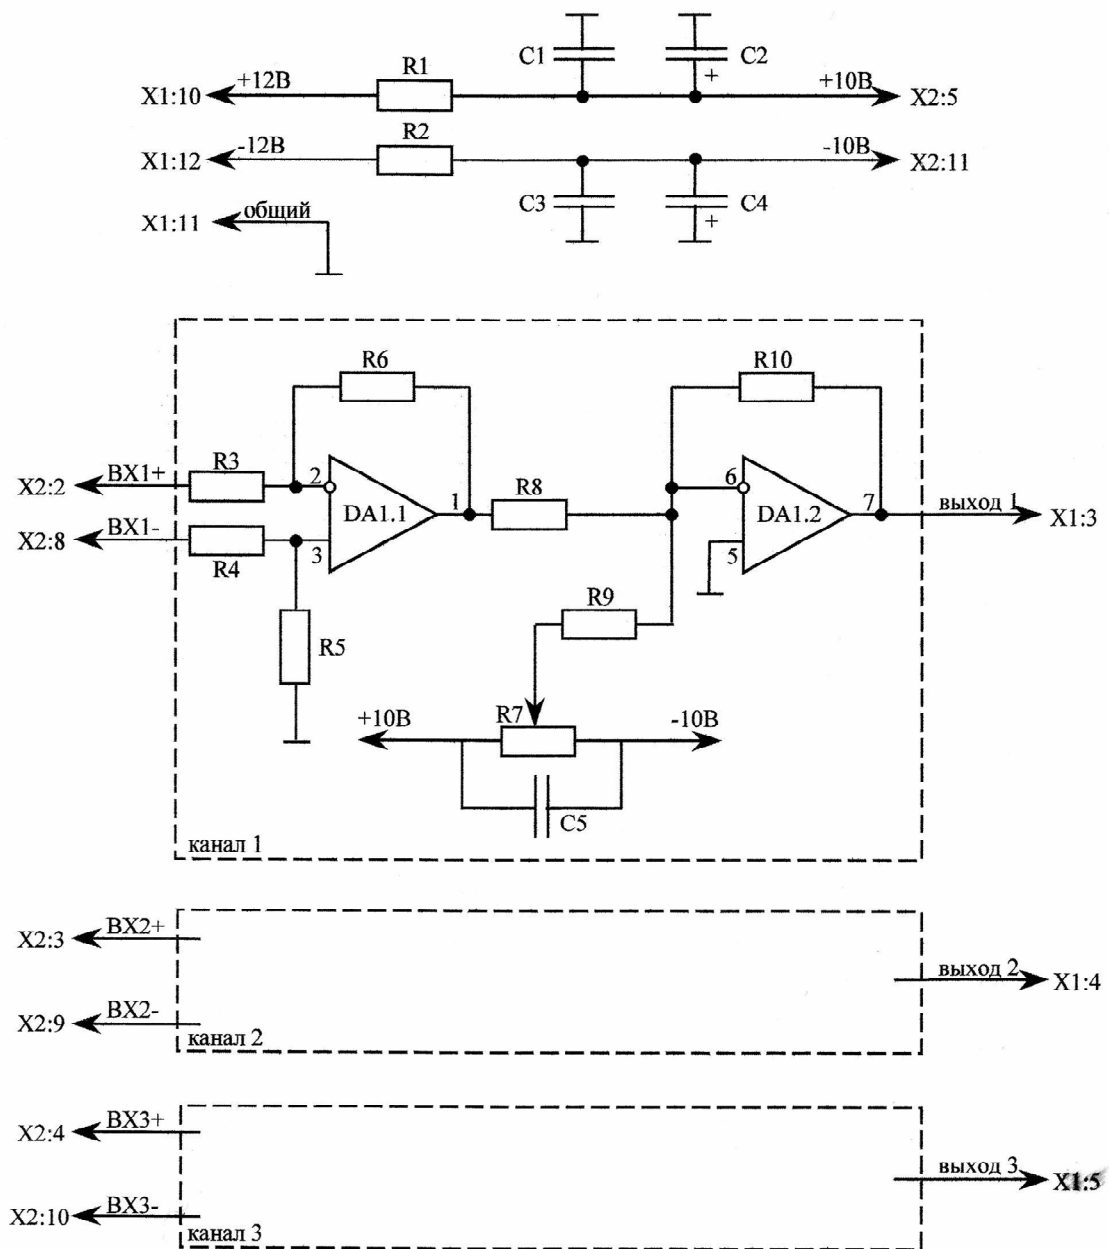 C1 C2
R1
X1:10 +12В + +10В X2:5
R2
X1:12 -12В -10В X2:11
C3 C4
+
X1:11 общий
R6 R10
X2:2 ВХ1+ R3 2 6
DA1.1 1 R8 DA1.2 7 выход 1 X1:3
X2:8 ВХ1- R4 3 5
R9
R5
+10В R7 -10В
C5
канал 1
X2:3 ВХ2+
выход 2 X1:4
X2:9 ВХ2-
канал 2
X2:4 ВХ3+
выход 3 X1:5
X2:10 ВХ3-
канал 3